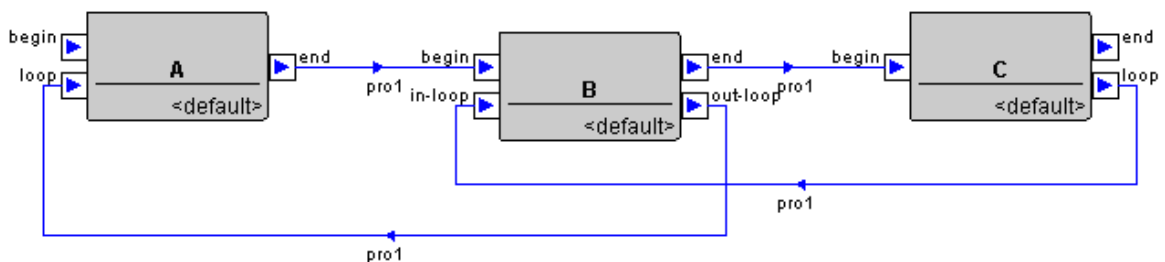 begin
loop
A
<default>
end
pro1
begin
in-loop
B
<default>
end
out-loop
pro1
begin
C
<default>
end
loop
pro1
pro1